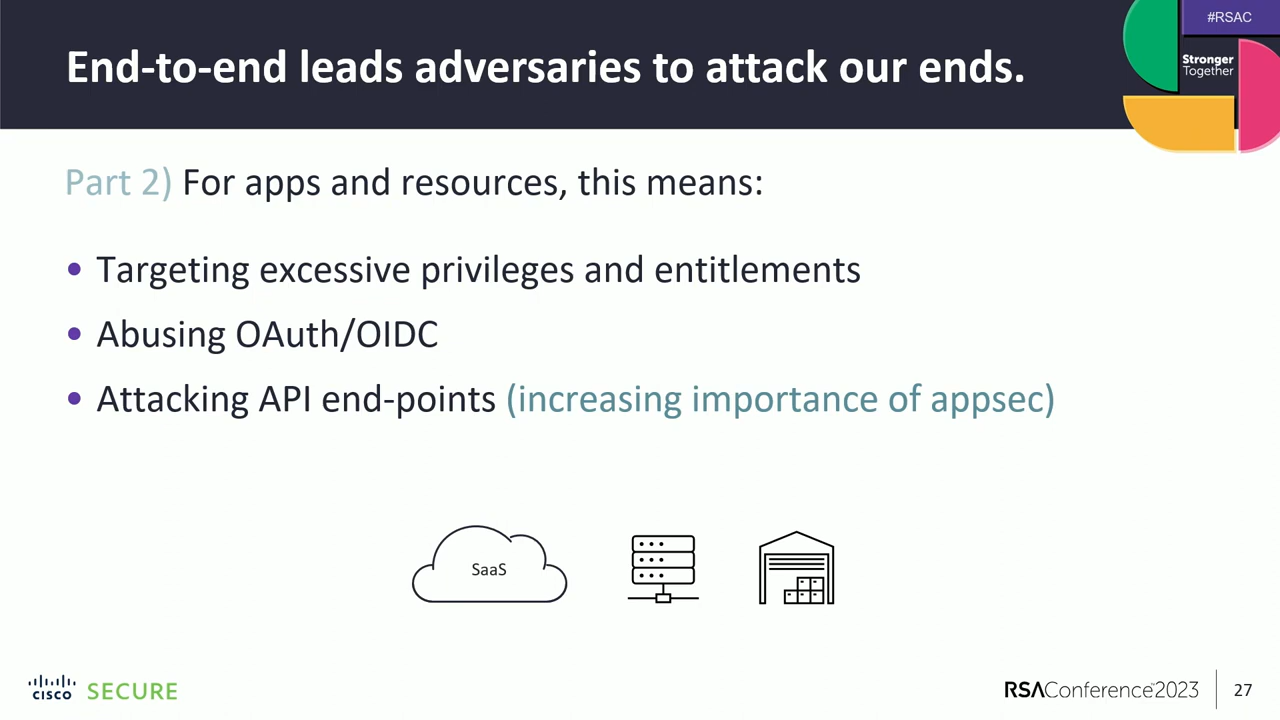 #RSAC
End-to-end leads adversaries to attack our ends.
Stronger
Together
Part 2) For apps and resources, this means:
• Targeting excessive privileges and entitlements
• Abusing OAuth/OIDC
• Attacking API end-points (increasing importance of appsec)
SaaS
CISCO SECURE
RSAConference™2023
27